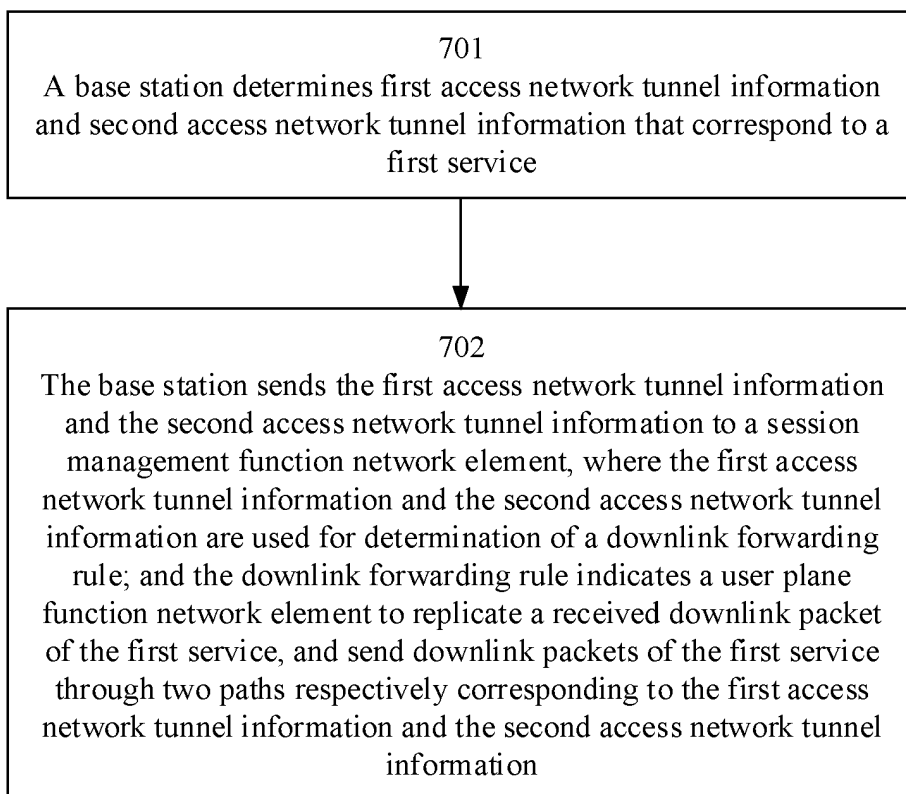 701
A base station determines first access network tunnel information
and second access network tunnel information that correspond to a
first service
702
The base station sends the first access network tunnel information
and the second access network tunnel information to a session
management function network element, where the first access
network tunnel information and the second access network tunnel
information are used for determination of a downlink forwarding
rule; and the downlink forwarding rule indicates a user plane
function network element to replicate a received downlink packet
of the first service, and send downlink packets of the first service
through two paths respectively corresponding to the first access
network tunnel information and the second access network tunnel
information